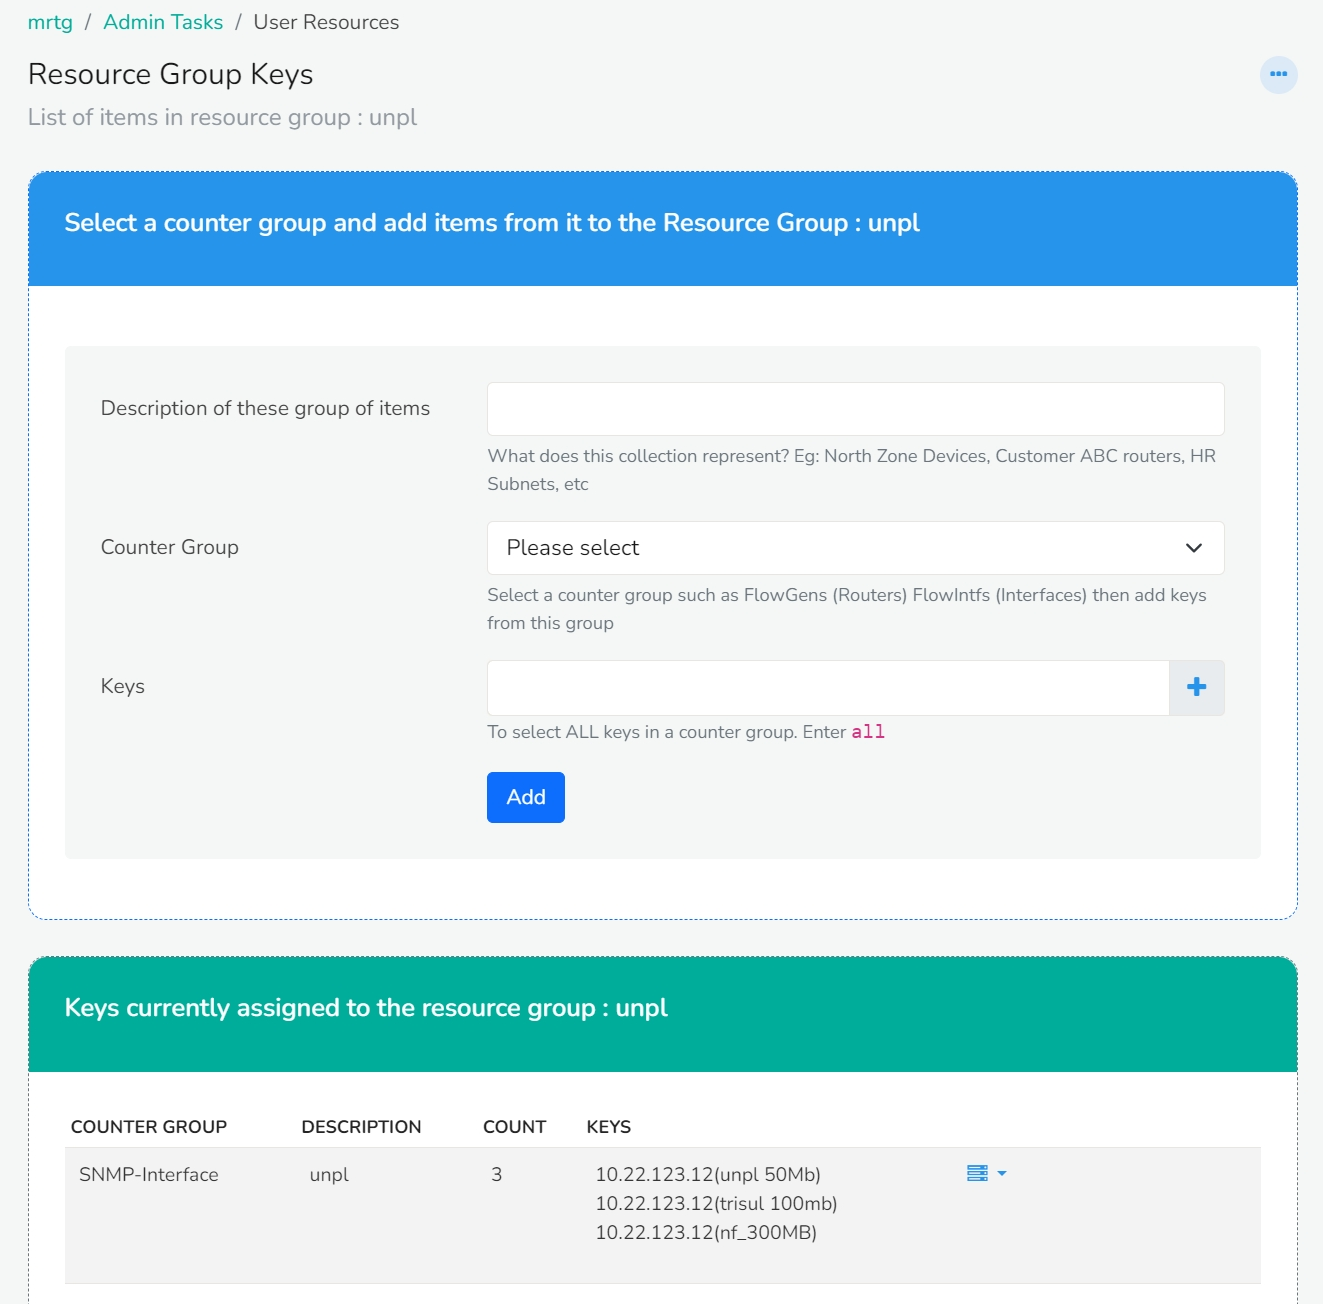 mrtg / Admin Tasks / User Resources
Resource Group Keys
List of items in resource group : unpl
Select a counter group and add items from it to the Resource Group : unpl
Description of these group of items
What does this collection represent? Eg: North Zone Devices, Customer ABC routers, HR
Subnets, etc
Counter Group
Please select
Select a counter group such as FlowGens (Routers) FlowIntfs (Interfaces) then add keys
from this group
Keys
To select ALL keys in a counter group. Enter all
Add
Keys currently assigned to the resource group : unpl
COUNTER GROUP DESCRIPTION COUNT KEYS
SNMP-Interface unpl 3 10.22.123.12(unpl 50Mb)
10.22.123.12(trisul 100mb)
10.22.123.12(nf_300MB)